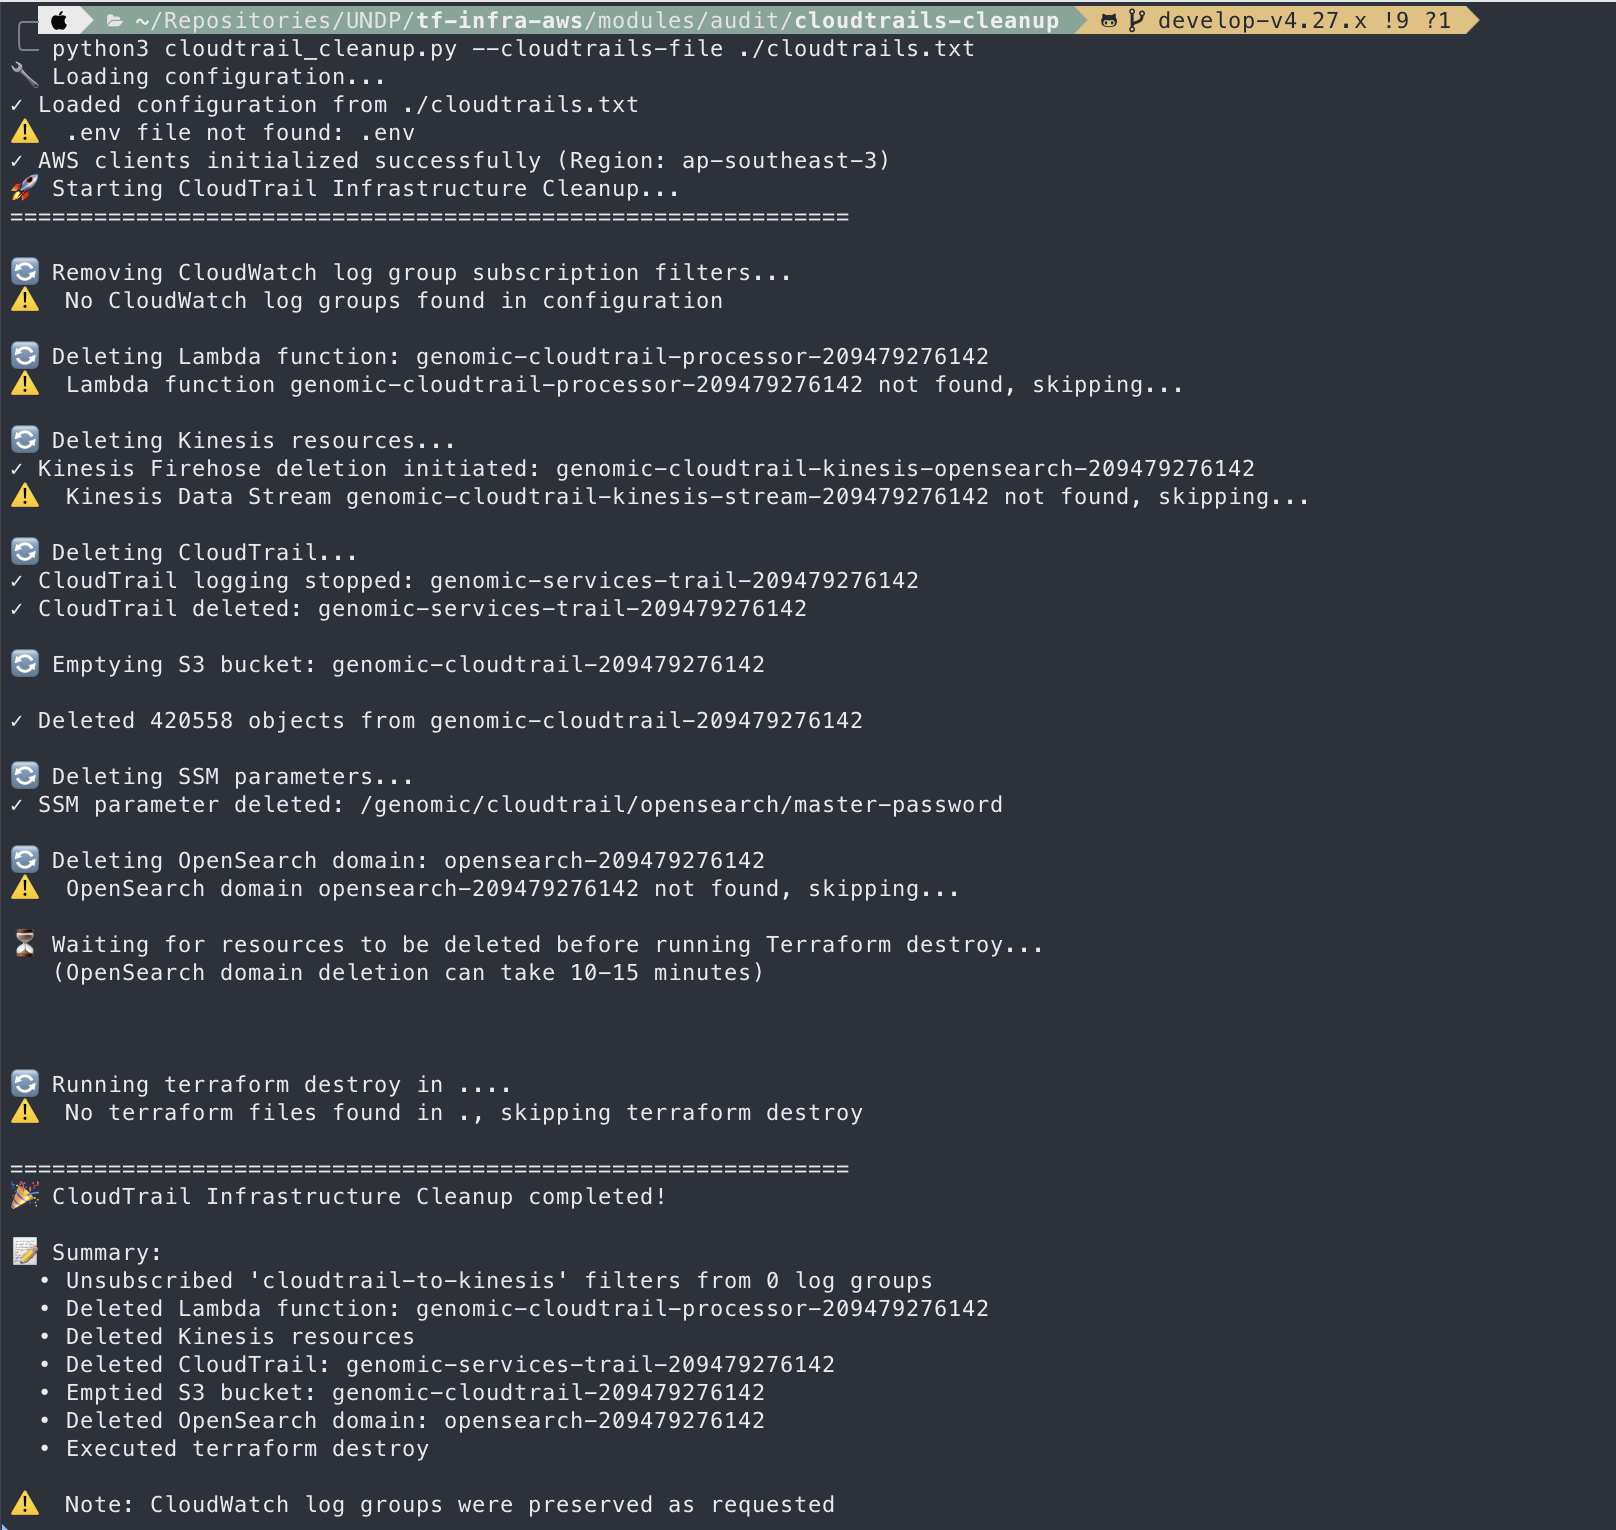 ~/Repositories/UNDP/tf-infra-aws/modules/audit/cloudtrails-cleanup develop-v4.27.x !9 ?1
python3 cloudtrail_cleanup.py --cloudtrails-file ./cloudtrails.txt
🔧 Loading configuration...
✓ Loaded configuration from ./cloudtrails.txt
⚠️ .env file not found: .env
✓ AWS clients initialized successfully (Region: ap-southeast-3)
🚀 Starting CloudTrail Infrastructure Cleanup...
============================================================
🔄 Removing CloudWatch log group subscription filters...
⚠️ No CloudWatch log groups found in configuration
🔄 Deleting Lambda function: genomic-cloudtrail-processor-209479276142
⚠️ Lambda function genomic-cloudtrail-processor-209479276142 not found, skipping...
🔄 Deleting Kinesis resources...
✓ Kinesis Firehose deletion initiated: genomic-cloudtrail-kinesis-opensearch-209479276142
⚠️ Kinesis Data Stream genomic-cloudtrail-kinesis-stream-209479276142 not found, skipping...
🔄 Deleting CloudTrail...
✓ CloudTrail logging stopped: genomic-services-trail-209479276142
✓ CloudTrail deleted: genomic-services-trail-209479276142
🔄 Emptying S3 bucket: genomic-cloudtrail-209479276142
✓ Deleted 420558 objects from genomic-cloudtrail-209479276142
🔄 Deleting SSM parameters...
✓ SSM parameter deleted: /genomic/cloudtrail/opensearch/master-password
🔄 Deleting OpenSearch domain: opensearch-209479276142
⚠️ OpenSearch domain opensearch-209479276142 not found, skipping...
⏳ Waiting for resources to be deleted before running Terraform destroy...
(OpenSearch domain deletion can take 10-15 minutes)
🔄 Running terraform destroy in ....
⚠️ No terraform files found in ., skipping terraform destroy
============================================================
🎉 CloudTrail Infrastructure Cleanup completed!
📝 Summary:
• Unsubscribed 'cloudtrail-to-kinesis' filters from 0 log groups
• Deleted Lambda function: genomic-cloudtrail-processor-209479276142
• Deleted Kinesis resources
• Deleted CloudTrail: genomic-services-trail-209479276142
• Emptied S3 bucket: genomic-cloudtrail-209479276142
• Deleted OpenSearch domain: opensearch-209479276142
• Executed terraform destroy
⚠️ Note: CloudWatch log groups were preserved as requested